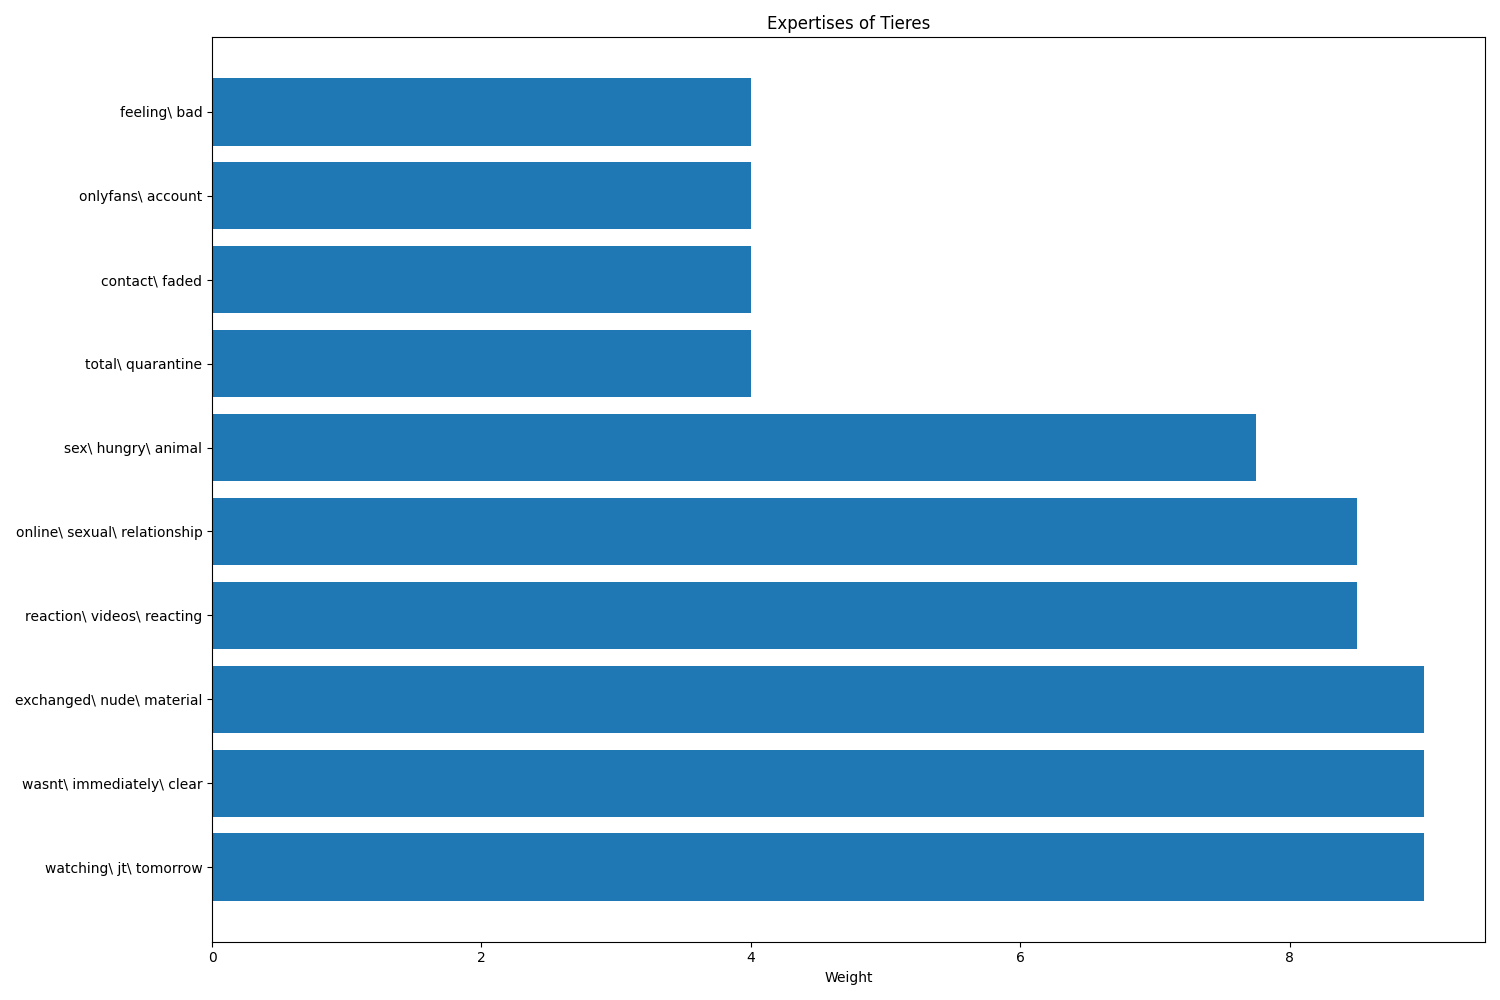 Expertises of Tieres
feeling\ bad
onlyfans\ account
contact\ faded
total\ quarantine
sex\ hungry\ animal
online\ sexual\ relationship
reaction\ videos\ reacting
exchanged\ nude\ material
wasnt\ immediately\ clear
watching\ jt\ tomorrow
0 2 4 6 8
Weight